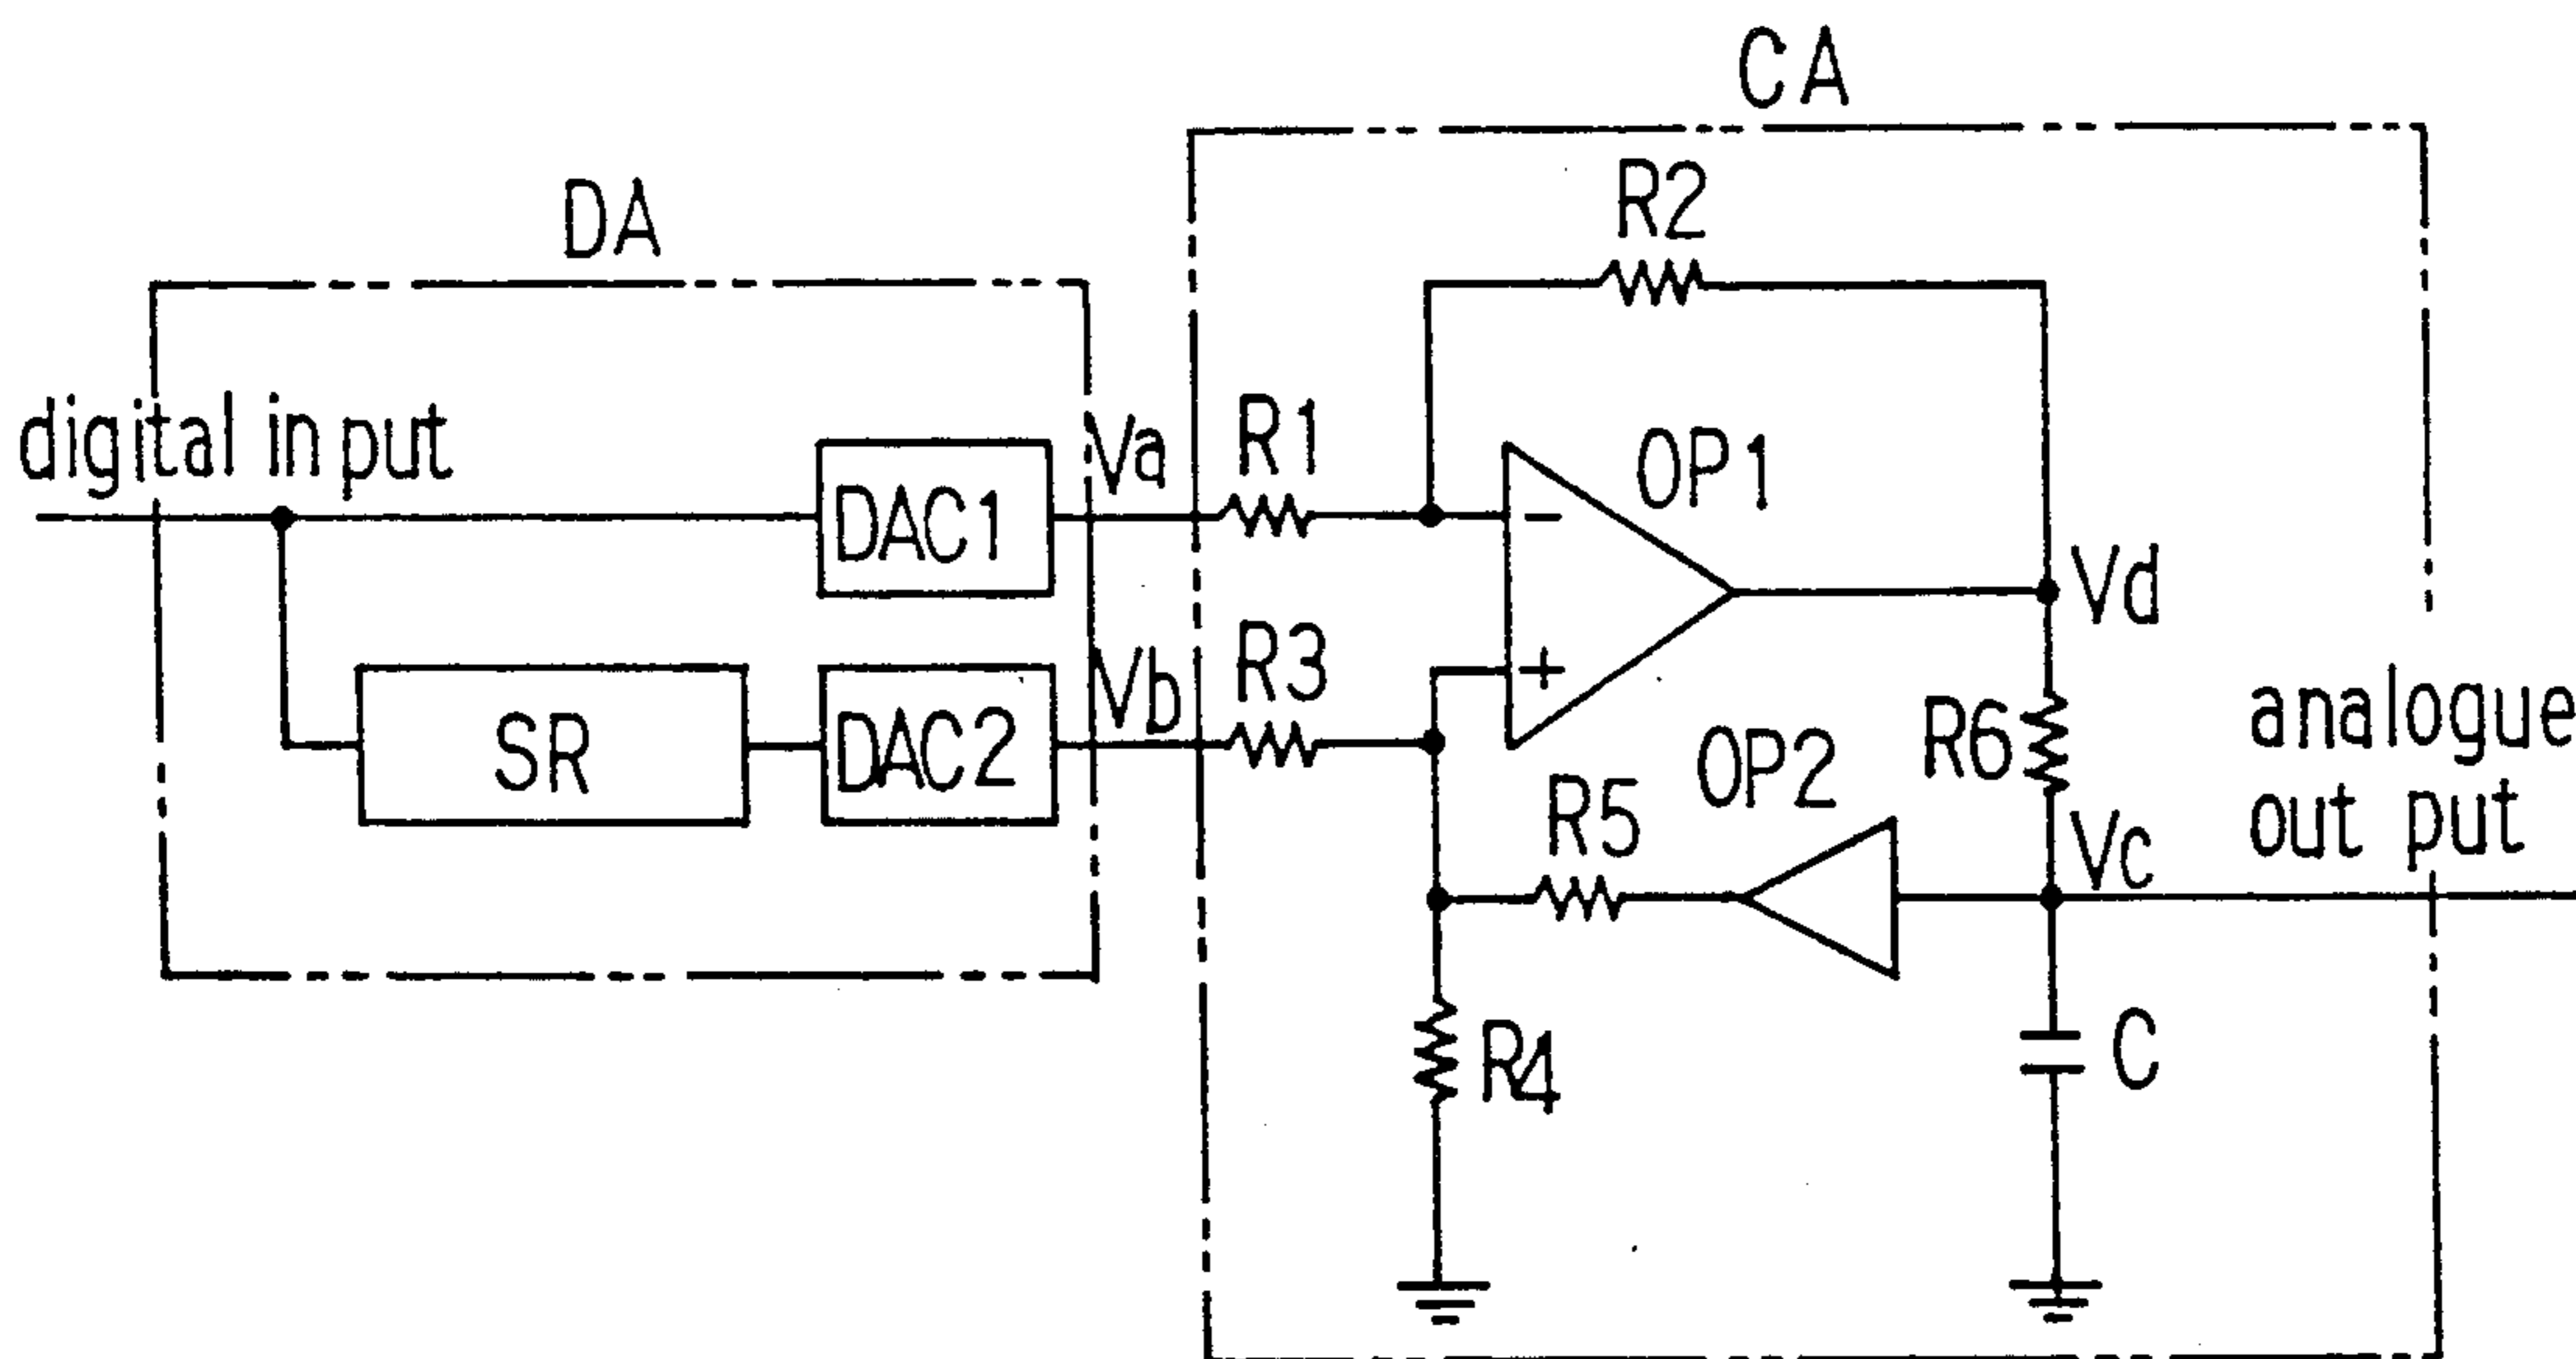 CA
DA
R2
digital in put
Va
R1
OP1
DAC1
-
Vd
Vb
R3
+
SR
DAC2
R6
analogue
out put
R5
OP2
Vc
R4
C